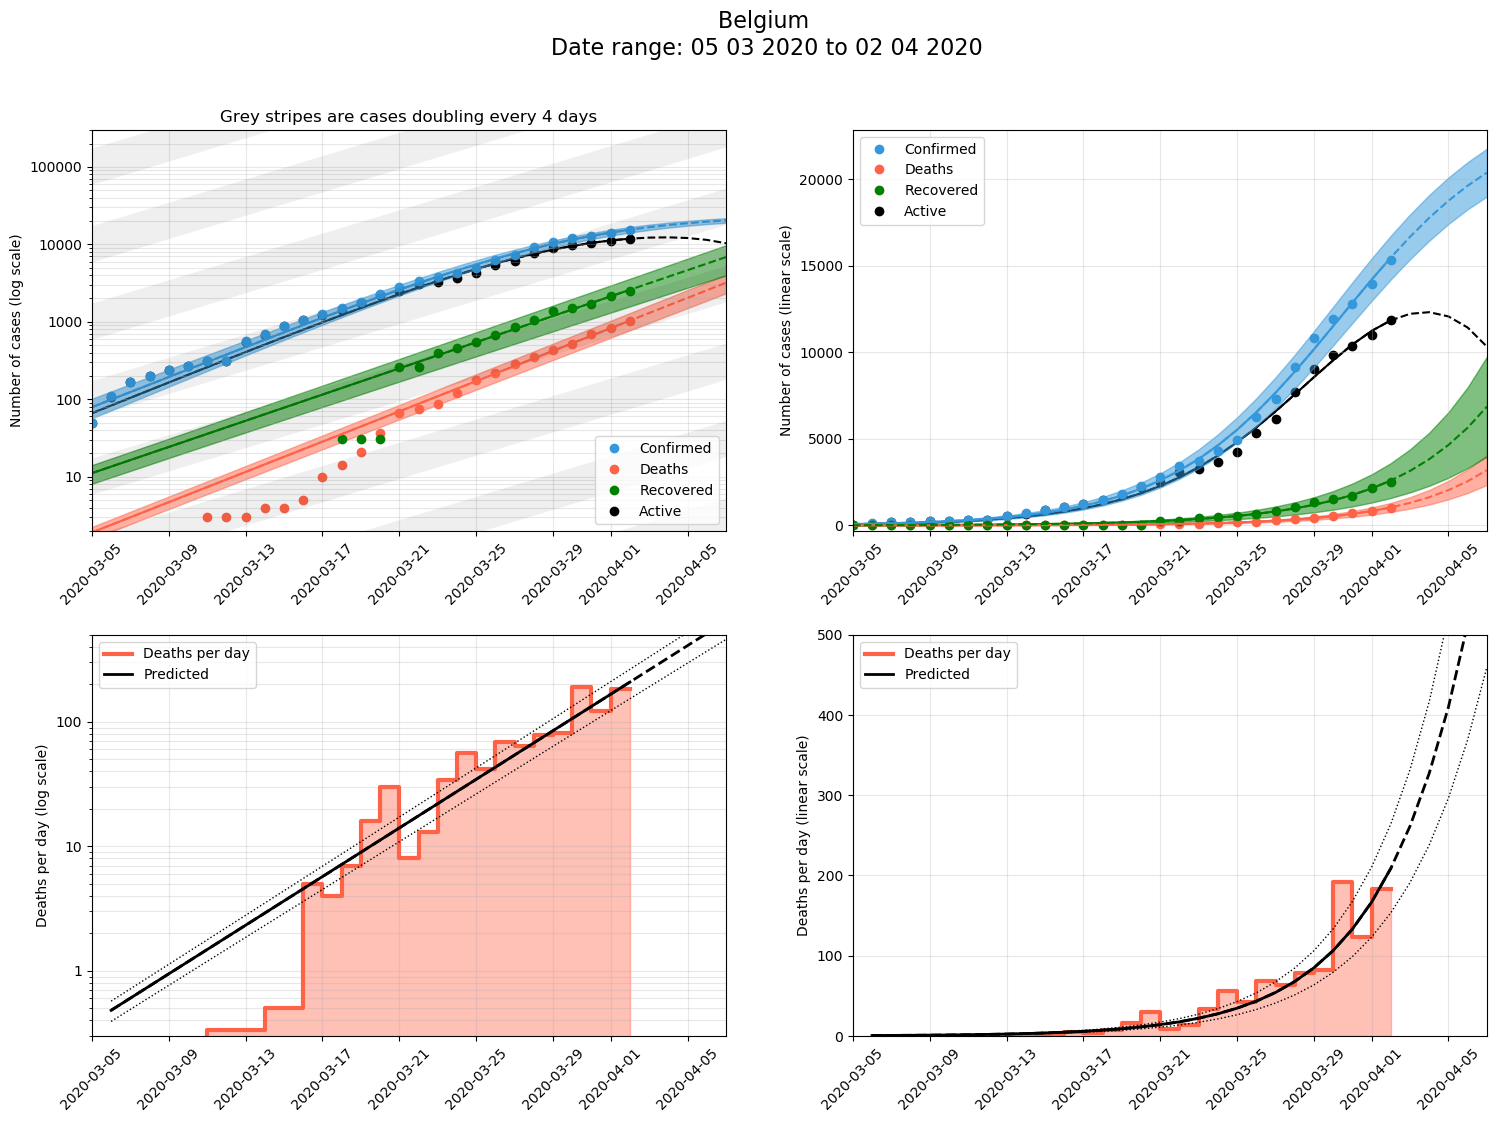 Belgium
Date range: 05 03 2020 to 02 04 2020
Grey stripes are cases doubling every 4 days
Number of cases (log scale)
100000
10000
1000
100
10
Confirmed
Deaths
Recovered
Active
2020-03-05
2020-03-09
2020-03-13
2020-03-17
2020-03-21
2020-03-25
2020-03-29
2020-04-01
2020-04-05
Number of cases (linear scale)
20000
15000
10000
5000
0
Confirmed
Deaths
Recovered
Active
2020-03-05
2020-03-09
2020-03-13
2020-03-17
2020-03-21
2020-03-25
2020-03-29
2020-04-01
2020-04-05
Deaths per day (log scale)
100
10
1
Deaths per day
Predicted
2020-03-05
2020-03-09
2020-03-13
2020-03-17
2020-03-21
2020-03-25
2020-03-29
2020-04-01
2020-04-05
Deaths per day (linear scale)
500
400
300
200
100
0
Deaths per day
Predicted
2020-03-05
2020-03-09
2020-03-13
2020-03-17
2020-03-21
2020-03-25
2020-03-29
2020-04-01
2020-04-05